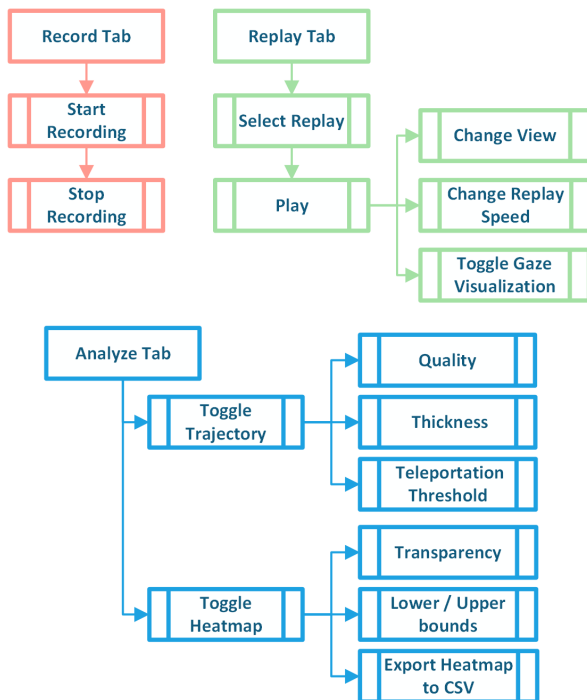 Record Tab
Start
Recording
Stop
Recording
Replay Tab
Select Replay
Play
Change View
Change Replay
Speed
Toggle Gaze
Visualization
Analyze Tab
Toggle
Trajectory
Quality
Thickness
Teleportation
Threshold
Toggle
Heatmap
Transparency
Lower / Upper
bounds
Export Heatmap
to CSV